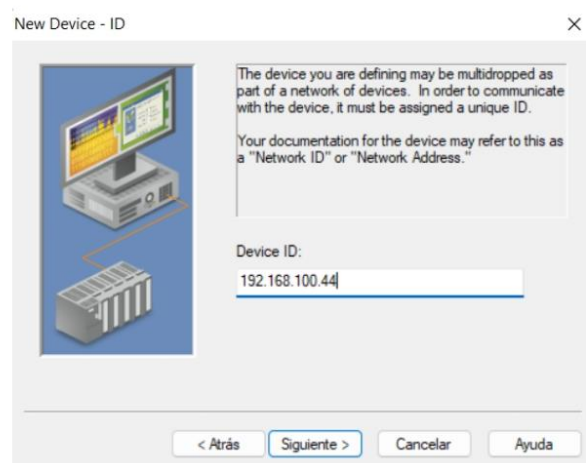 New Device - ID
The device you are defining may be multidropped as
part of a network of devices. In order to communicate
with the device, it must be assigned a unique ID.
Your documentation for the device may refer to this as
a "Network ID" or "Network Address."
Device ID:
192.168.100.44
< Atrás
Siguiente >
Cancelar
Ayuda